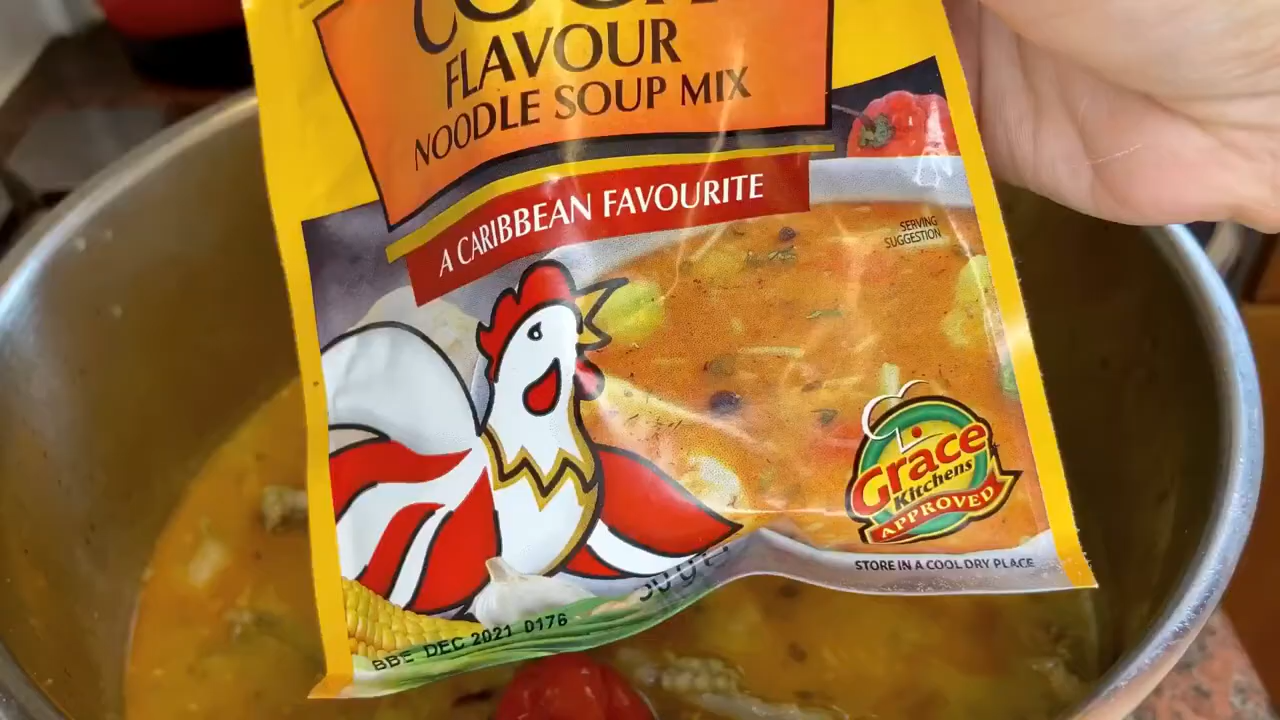 FLAVOUR
NOODLE SOUP MIX
A CARIBBEAN FAVOURITE
SERVING
SUGGESTION
Grace
Kitchens
APPROVED
STORE IN A COOL DRY PLACE
BBE DEC 2021 0176